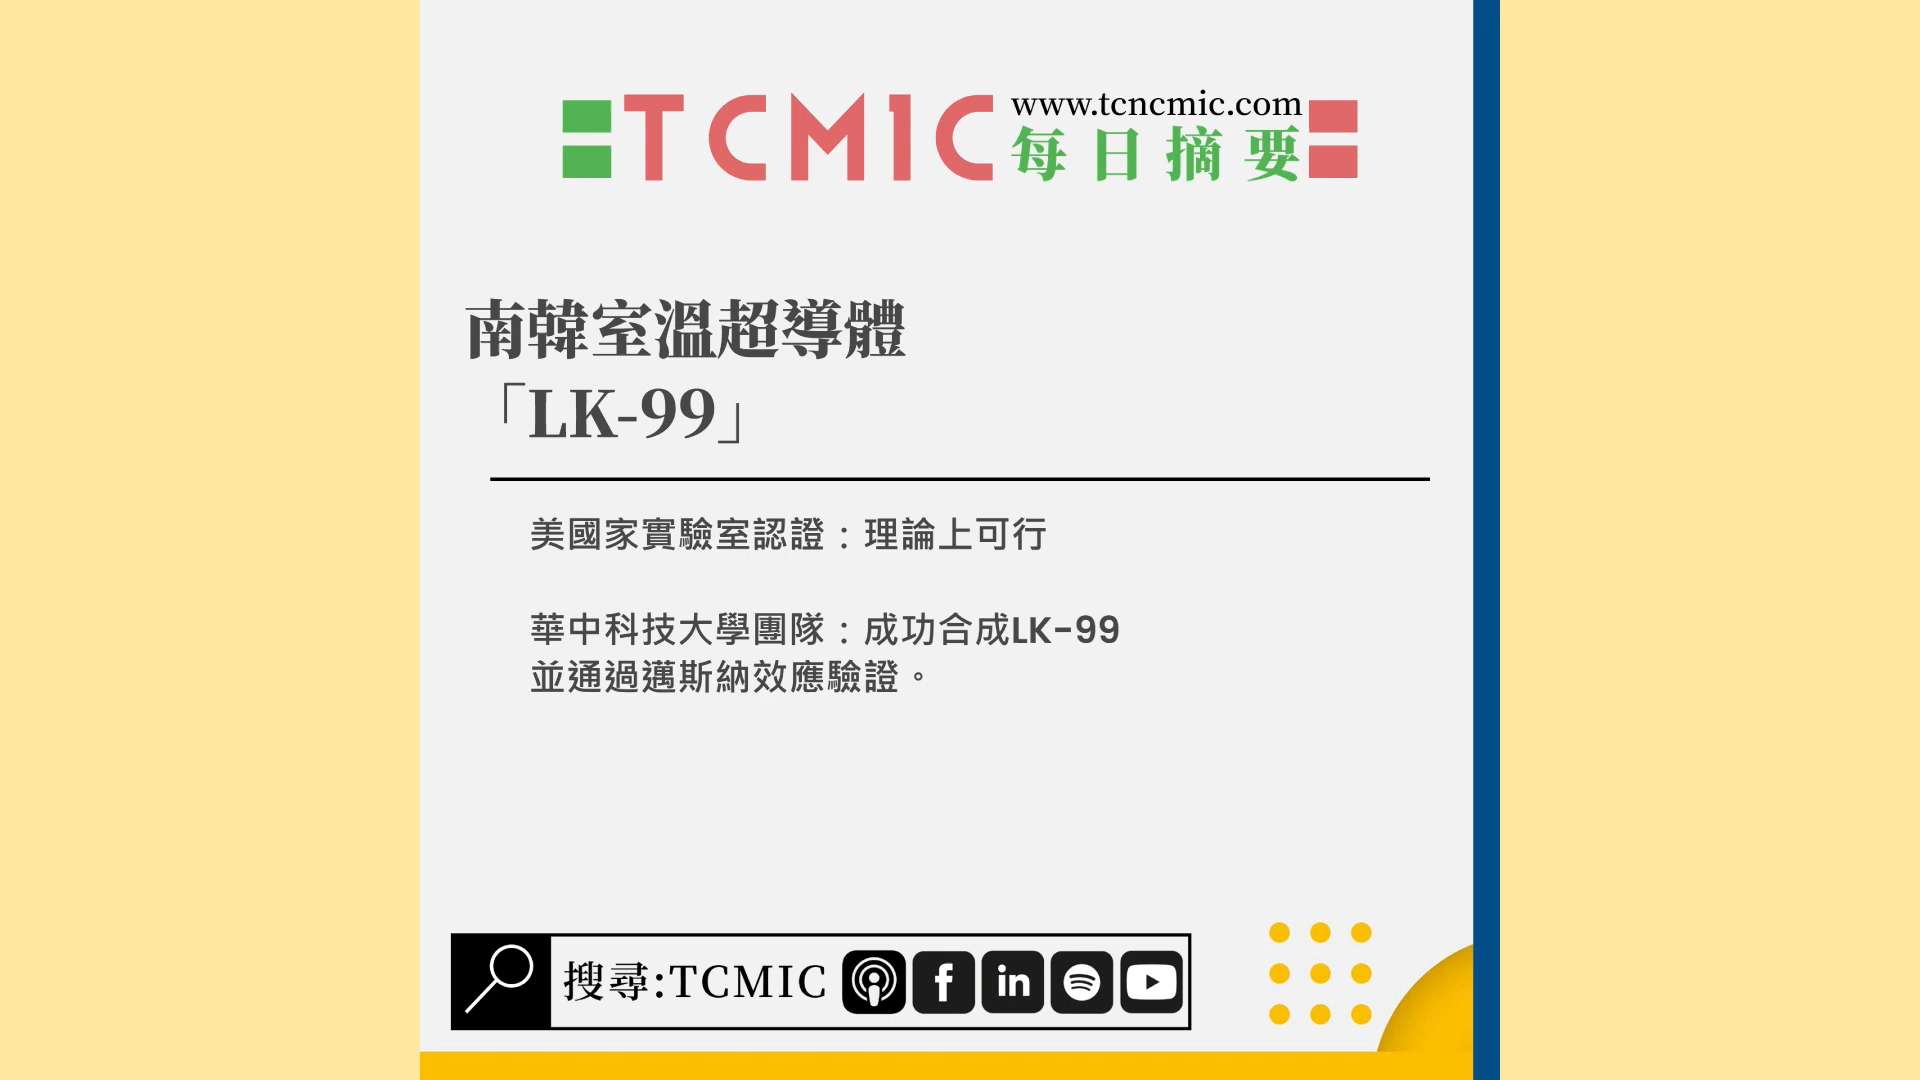 TCMIC
www.tcncmic.com
每日摘要
南韓室溫超導體
「LK-99」
美國家實驗室認證：理論上可行
華中科技大學團隊：成功合成LK-99
並通過邁斯納效應驗證。
搜尋:TCMIC